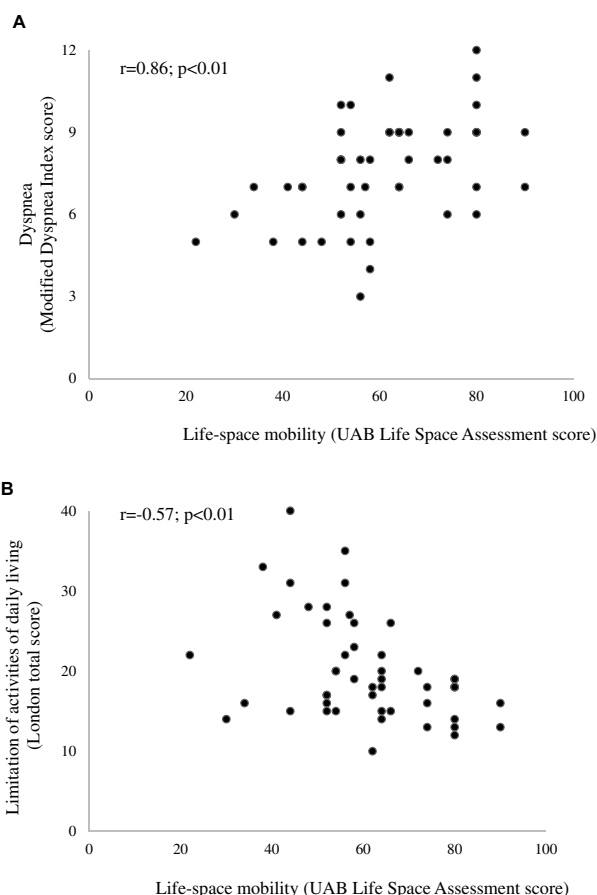 A
r=0.86; p<0.01
12
9
6
3
0
Dyspnea
(Modified Dyspnea Index score)
0 20 40 60 80 100
Life-space mobility (UAB Life Space Assessment score)
B
r=-0.57; p<0.01
40
30
20
10
0
Limitation of activities of daily living
(London total score)
0 20 40 60 80 100
Life-space mobility (UAB Life Space Assessment score)